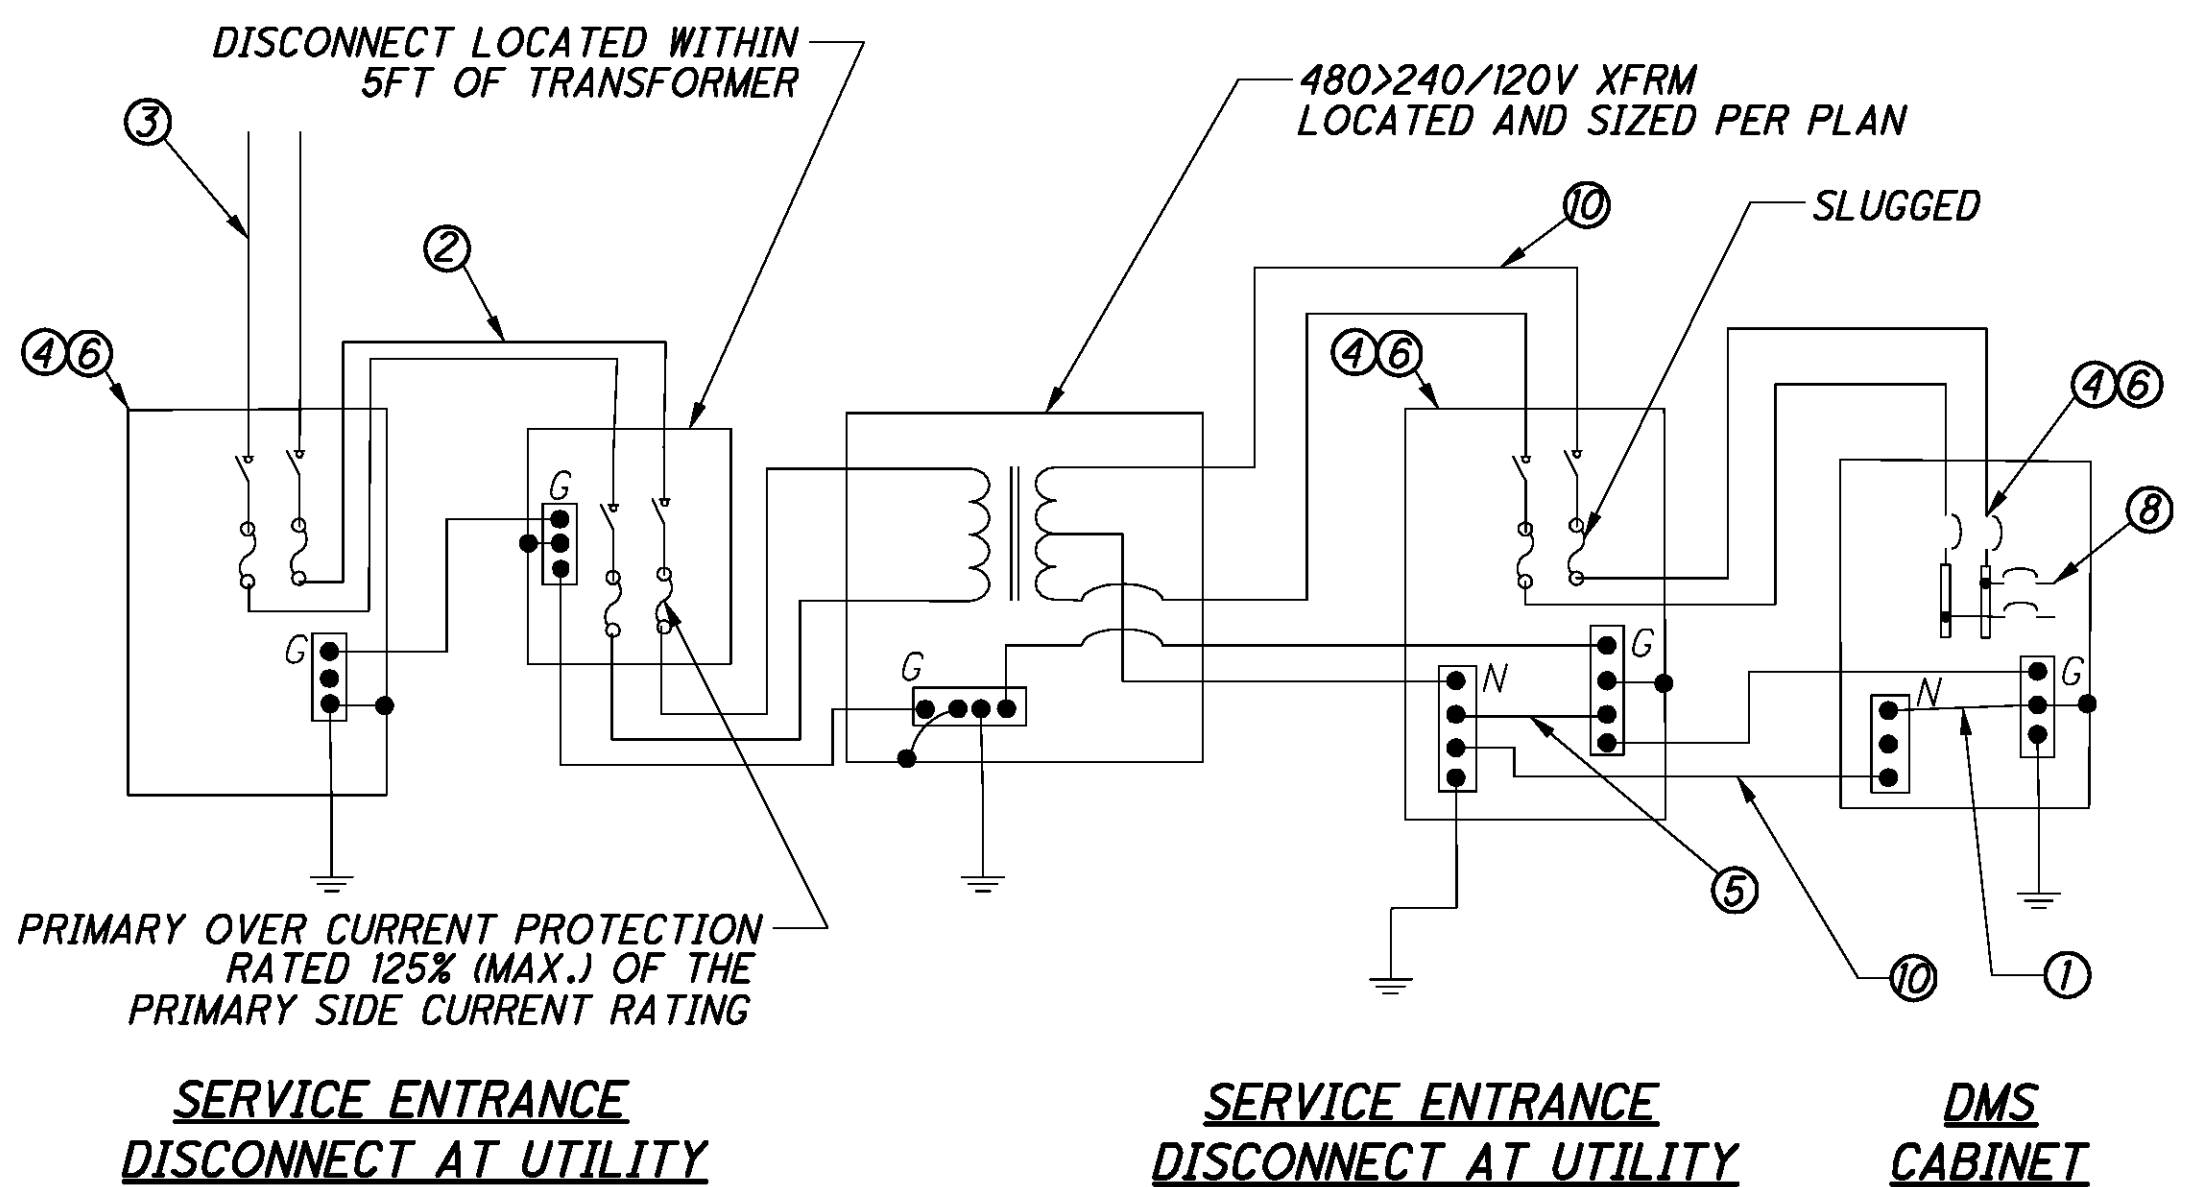 DISCONNECT LOCATED WITHIN
5FT OF TRANSFORMER
480>240/120V XFRM
LOCATED AND SIZED PER PLAN
3
10
SLUGGED
2
4 6
4 6
4 6
G
8
G
G
G
N
N
G
5
PRIMARY OVER CURRENT PROTECTION
RATED 125% (MAX.) OF THE
PRIMARY SIDE CURRENT RATING
10
1
SERVICE ENTRANCE
DISCONNECT AT UTILITY
SERVICE ENTRANCE
DISCONNECT AT UTILITY
DMS
CABINET